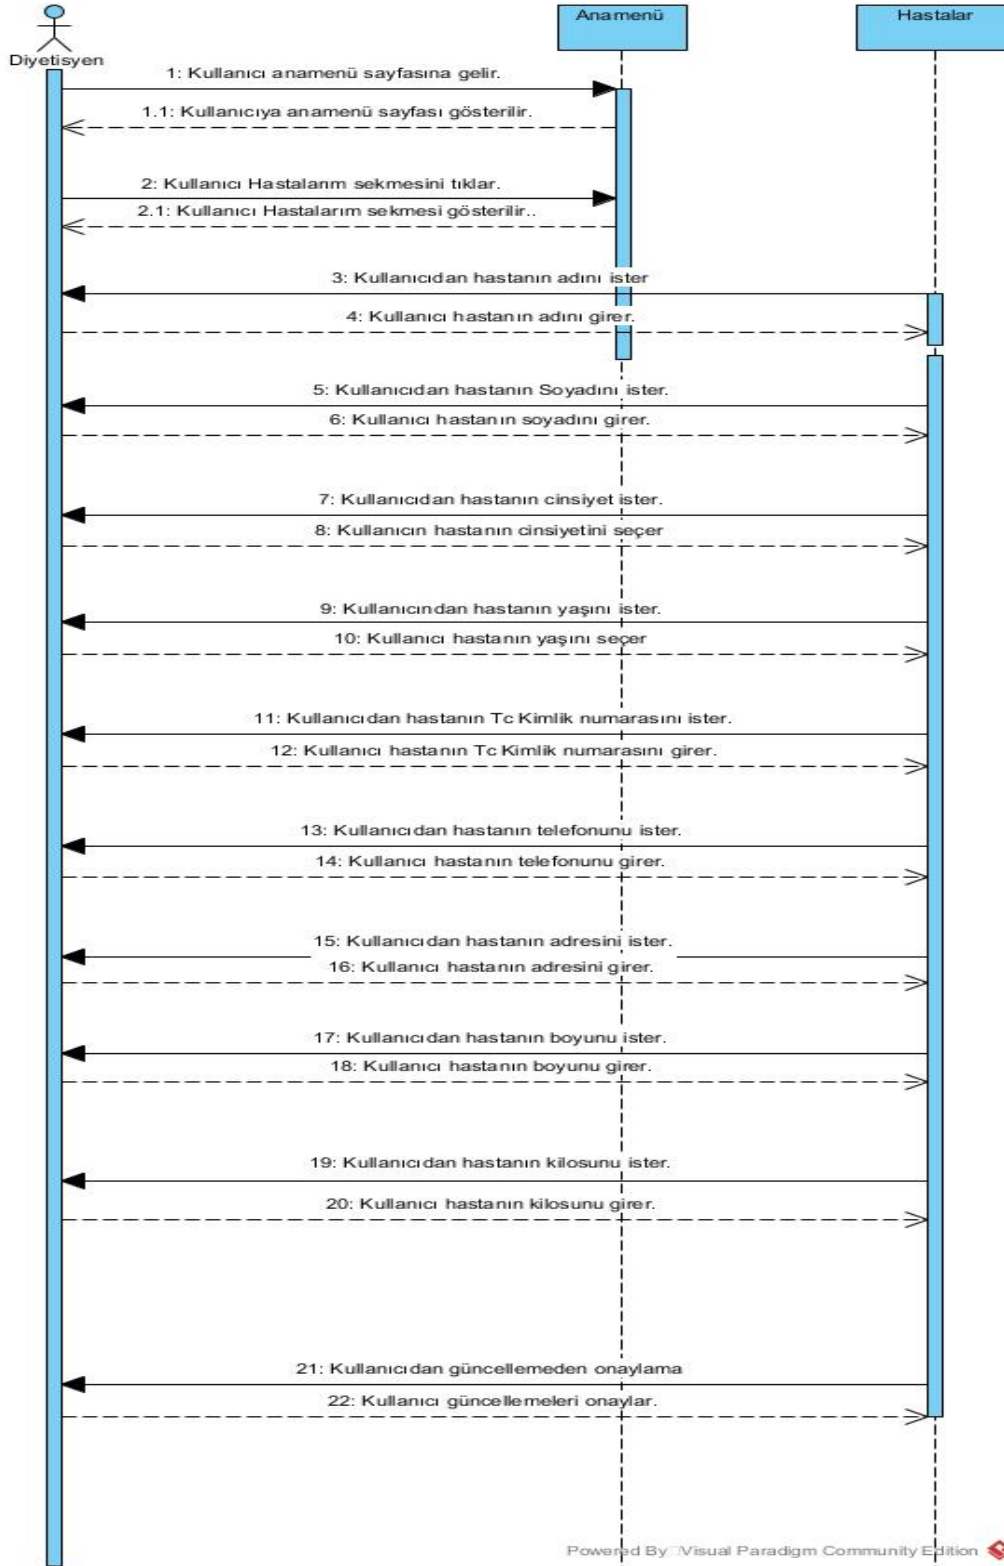 Anamenü
Hastalar
Diyetisyen
1: Kullanıcı anamenü sayfasına gelir.
1.1: Kullanıcıya anamenü sayfası gösterilir.
2: Kullanıcı Hastalarım sekmesini tıklar.
2.1: Kullanıcı Hastalarım sekmesi gösterilir..
3: Kullanıcıdan hastanın adını ister
4: Kullanıcı hastanın adını girer.
5: Kullanıcıdan hastanın Soyadını ister.
6: Kullanıcı hastanın soyadını girer.
7: Kullanıcıdan hastanın cinsiyet ister.
8: Kullanıcın hastanın cinsiyetini seçer
9: Kullanıcından hastanın yaşını ister.
10: Kullanıcı hastanın yaşını seçer
11: Kullanıcıdan hastanın Tc Kimlik numarasını ister.
12: Kullanıcı hastanın Tc Kimlik numarasını girer.
13: Kullanıcıdan hastanın telefonunu ister.
14: Kullanıcı hastanın telefonunu girer.
15: Kullanıcıdan hastanın adresini ister.
16: Kullanıcı hastanın adresini girer.
17: Kullanıcıdan hastanın boyunu ister.
18: Kullanıcı hastanın boyunu girer.
19: Kullanıcıdan hastanın kilosunu ister.
20: Kullanıcı hastanın kilosunu girer.
21: Kullanıcıdan güncellemeden onaylama
22: Kullanıcı güncellemeleri onaylar.
Powered By Visual Paradigm Community Edition